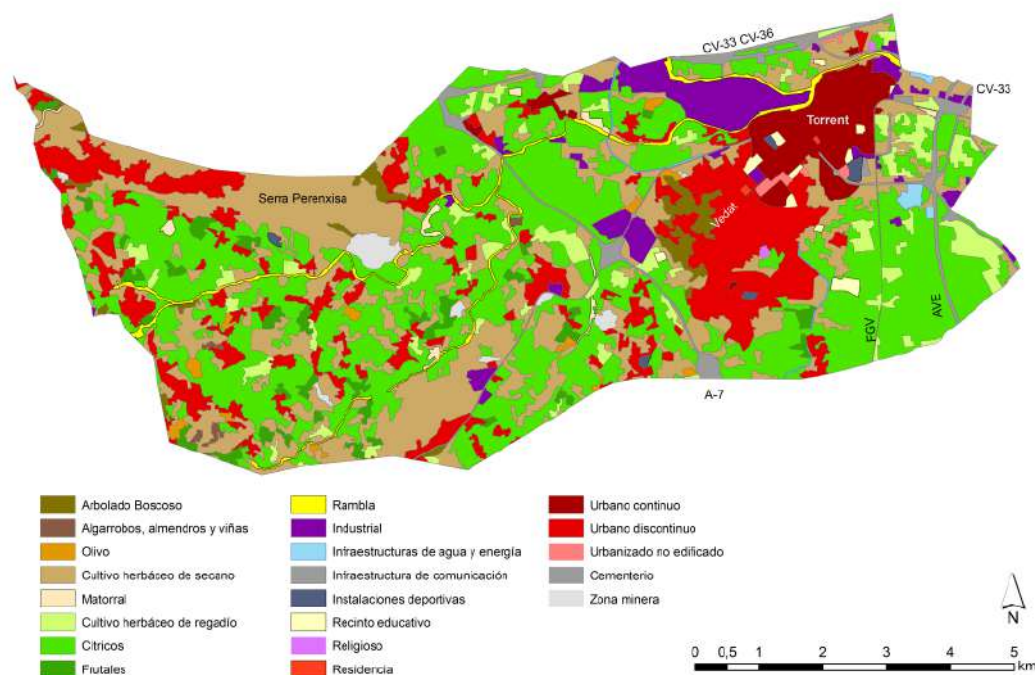 CV-33 CV-36
CV-33
Torrent
Serra Perenxisa
Vedat
FGV
AVE
A-7
Arbolado Boscoso
Algarrobos, almendros y viñas
Olivo
Cultivo herbáceo de secano
Matorral
Cultivo herbáceo de regadío
Cítricos
Frutales
Rambla
Industrial
Infraestructuras de agua y energía
Infraestructura de comunicación
Instalaciones deportivas
Recinto educativo
Religioso
Residencia
Urbano continuo
Urbano discontinuo
Urbanizado no edificado
Cementerio
Zona minera
N
0 0,5 1 2 3 4 5
km